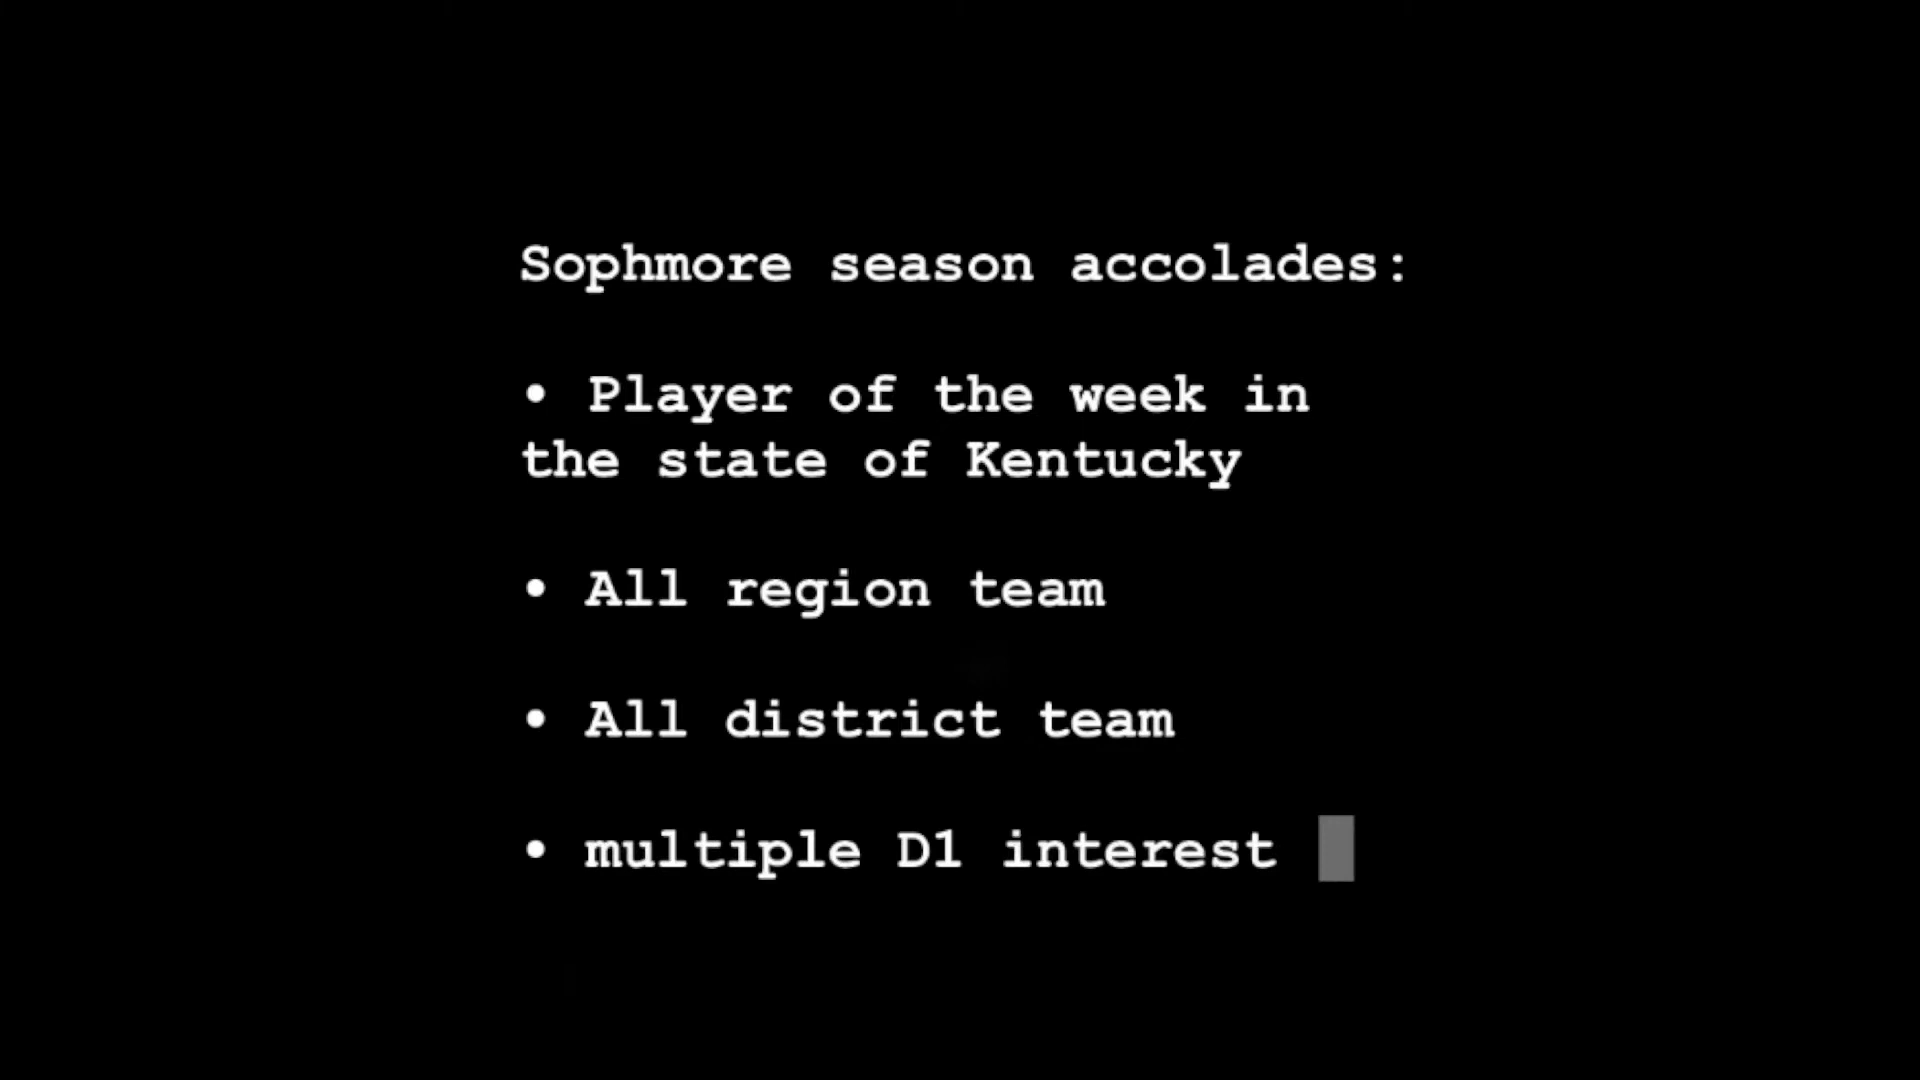 Sophmore season accolades:
• Player of the week in
the state of Kentucky
• All region team
• All district team
• multiple D1 interest